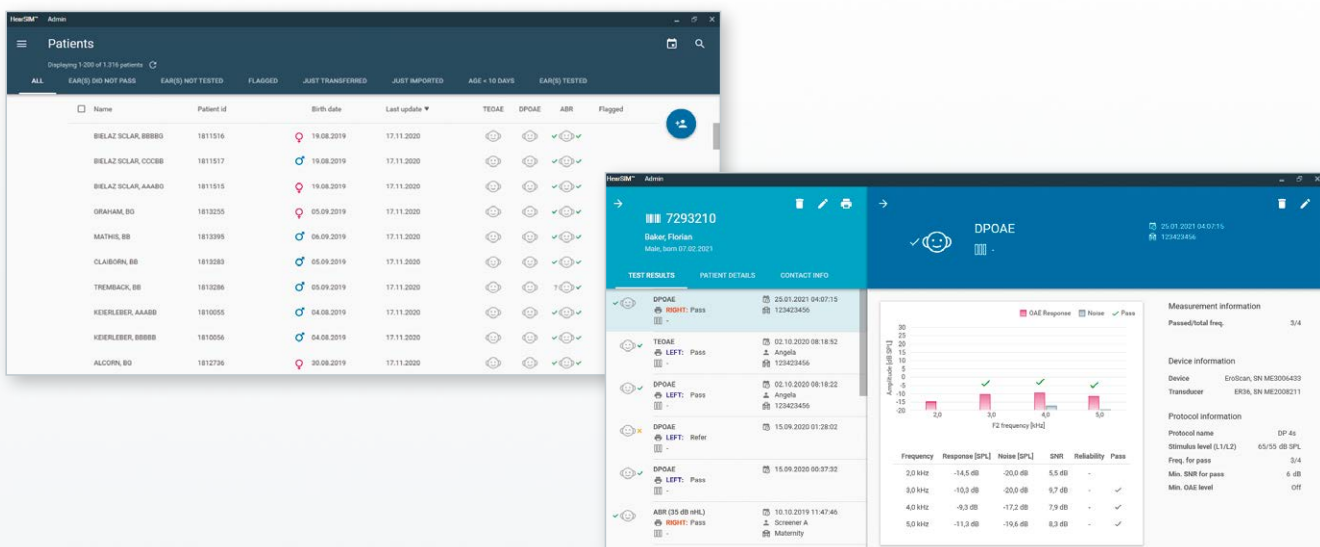 HearSIM™ Admin
Patients
Displaying 1-200 of 1.316 patients
ALL EAR(S) DID NOT PASS EAR(S) NOT TESTED FLAGGED JUST TRANSFERRED JUST IMPORTED AGE < 10 DAYS EAR(S) TESTED
Name Patient id Birth date Last update ▼ TEOAE DPOAE ABR Flagged
BIELAZ SCLAR, BBBBG 1811516 19.08.2019 17.11.2020
BIELAZ SCLAR, CCCBB 1811517 19.08.2019 17.11.2020
BIELAZ SCLAR, AAABG 1811515 19.08.2019 17.11.2020
GRAHAM, BG 1813255 05.09.2019 17.11.2020
MATHIS, BB 1813395 06.09.2019 17.11.2020
CLAIBORN, BB 1813283 05.09.2019 17.11.2020
TREMBACK, BB 1813286 05.09.2019 17.11.2020
KEIERLEBER, AAABB 1810055 04.08.2019 17.11.2020
KEIERLEBER, BBBBB 1810056 04.08.2019 17.11.2020
ALCORN, BG 1812736 30.08.2019 17.11.2020
HearSIM™ Admin
7293210
Baker, Florian
Male, born 07.02.2021
TEST RESULTS PATIENT DETAILS CONTACT INFO
DPOAE 25.01.2021 04:07:15
RIGHT: Pass 123423456
-
TEOAE 02.10.2020 08:18:52
LEFT: Pass Angela
- 123423456
DPOAE 02.10.2020 08:18:22
LEFT: Pass Angela
- 123423456
DPOAE 15.09.2020 01:28:02
LEFT: Refer
-
DPOAE 15.09.2020 00:37:32
LEFT: Pass
-
ABR (35 dB nHL) 10.10.2019 11:47:46
RIGHT: Pass Screener A
- Maternity
DPOAE
-
25.01.2021 04:07:15
123423456
OAE Response Noise Pass
Amplitude [dB SPL]
30
25
20
15
10
5
0
-5
-10
-15
-20
2,0 3,0 4,0 5,0
F2 frequency [kHz]
Frequency Response [SPL] Noise [SPL] SNR Reliability Pass
2,0 kHz -14,5 dB -20,0 dB 5,5 dB -
3,0 kHz -10,3 dB -20,0 dB 9,7 dB - ✓
4,0 kHz -9,3 dB -17,2 dB 7,9 dB - ✓
5,0 kHz -11,3 dB -19,6 dB 8,3 dB - ✓
Measurement information
Passed/total freq. 3/4
Device information
Device EroScan, SN ME3006433
Transducer ER36, SN ME2008211
Protocol information
Protocol name DP 4s
Stimulus level (L1/L2) 65/55 dB SPL
Freq. for pass 3/4
Min. SNR for pass 6 dB
Min. OAE level Off